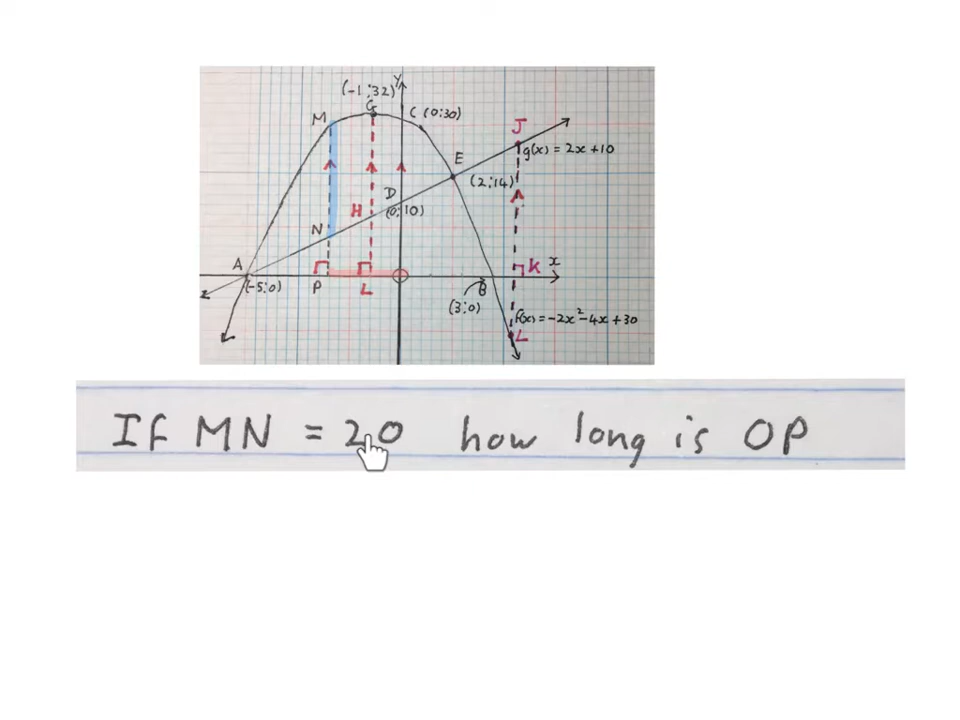 (-1;32) Y
G
M
C (0;30)
J
g(x) = 2x+10
E
(2;14)
D
(0;10)
H
N
A
(-5;0)
P
L
K
x
B
(3;0)
f(x) = -2x²-4x+30
L
If MN = 20 how long is OP